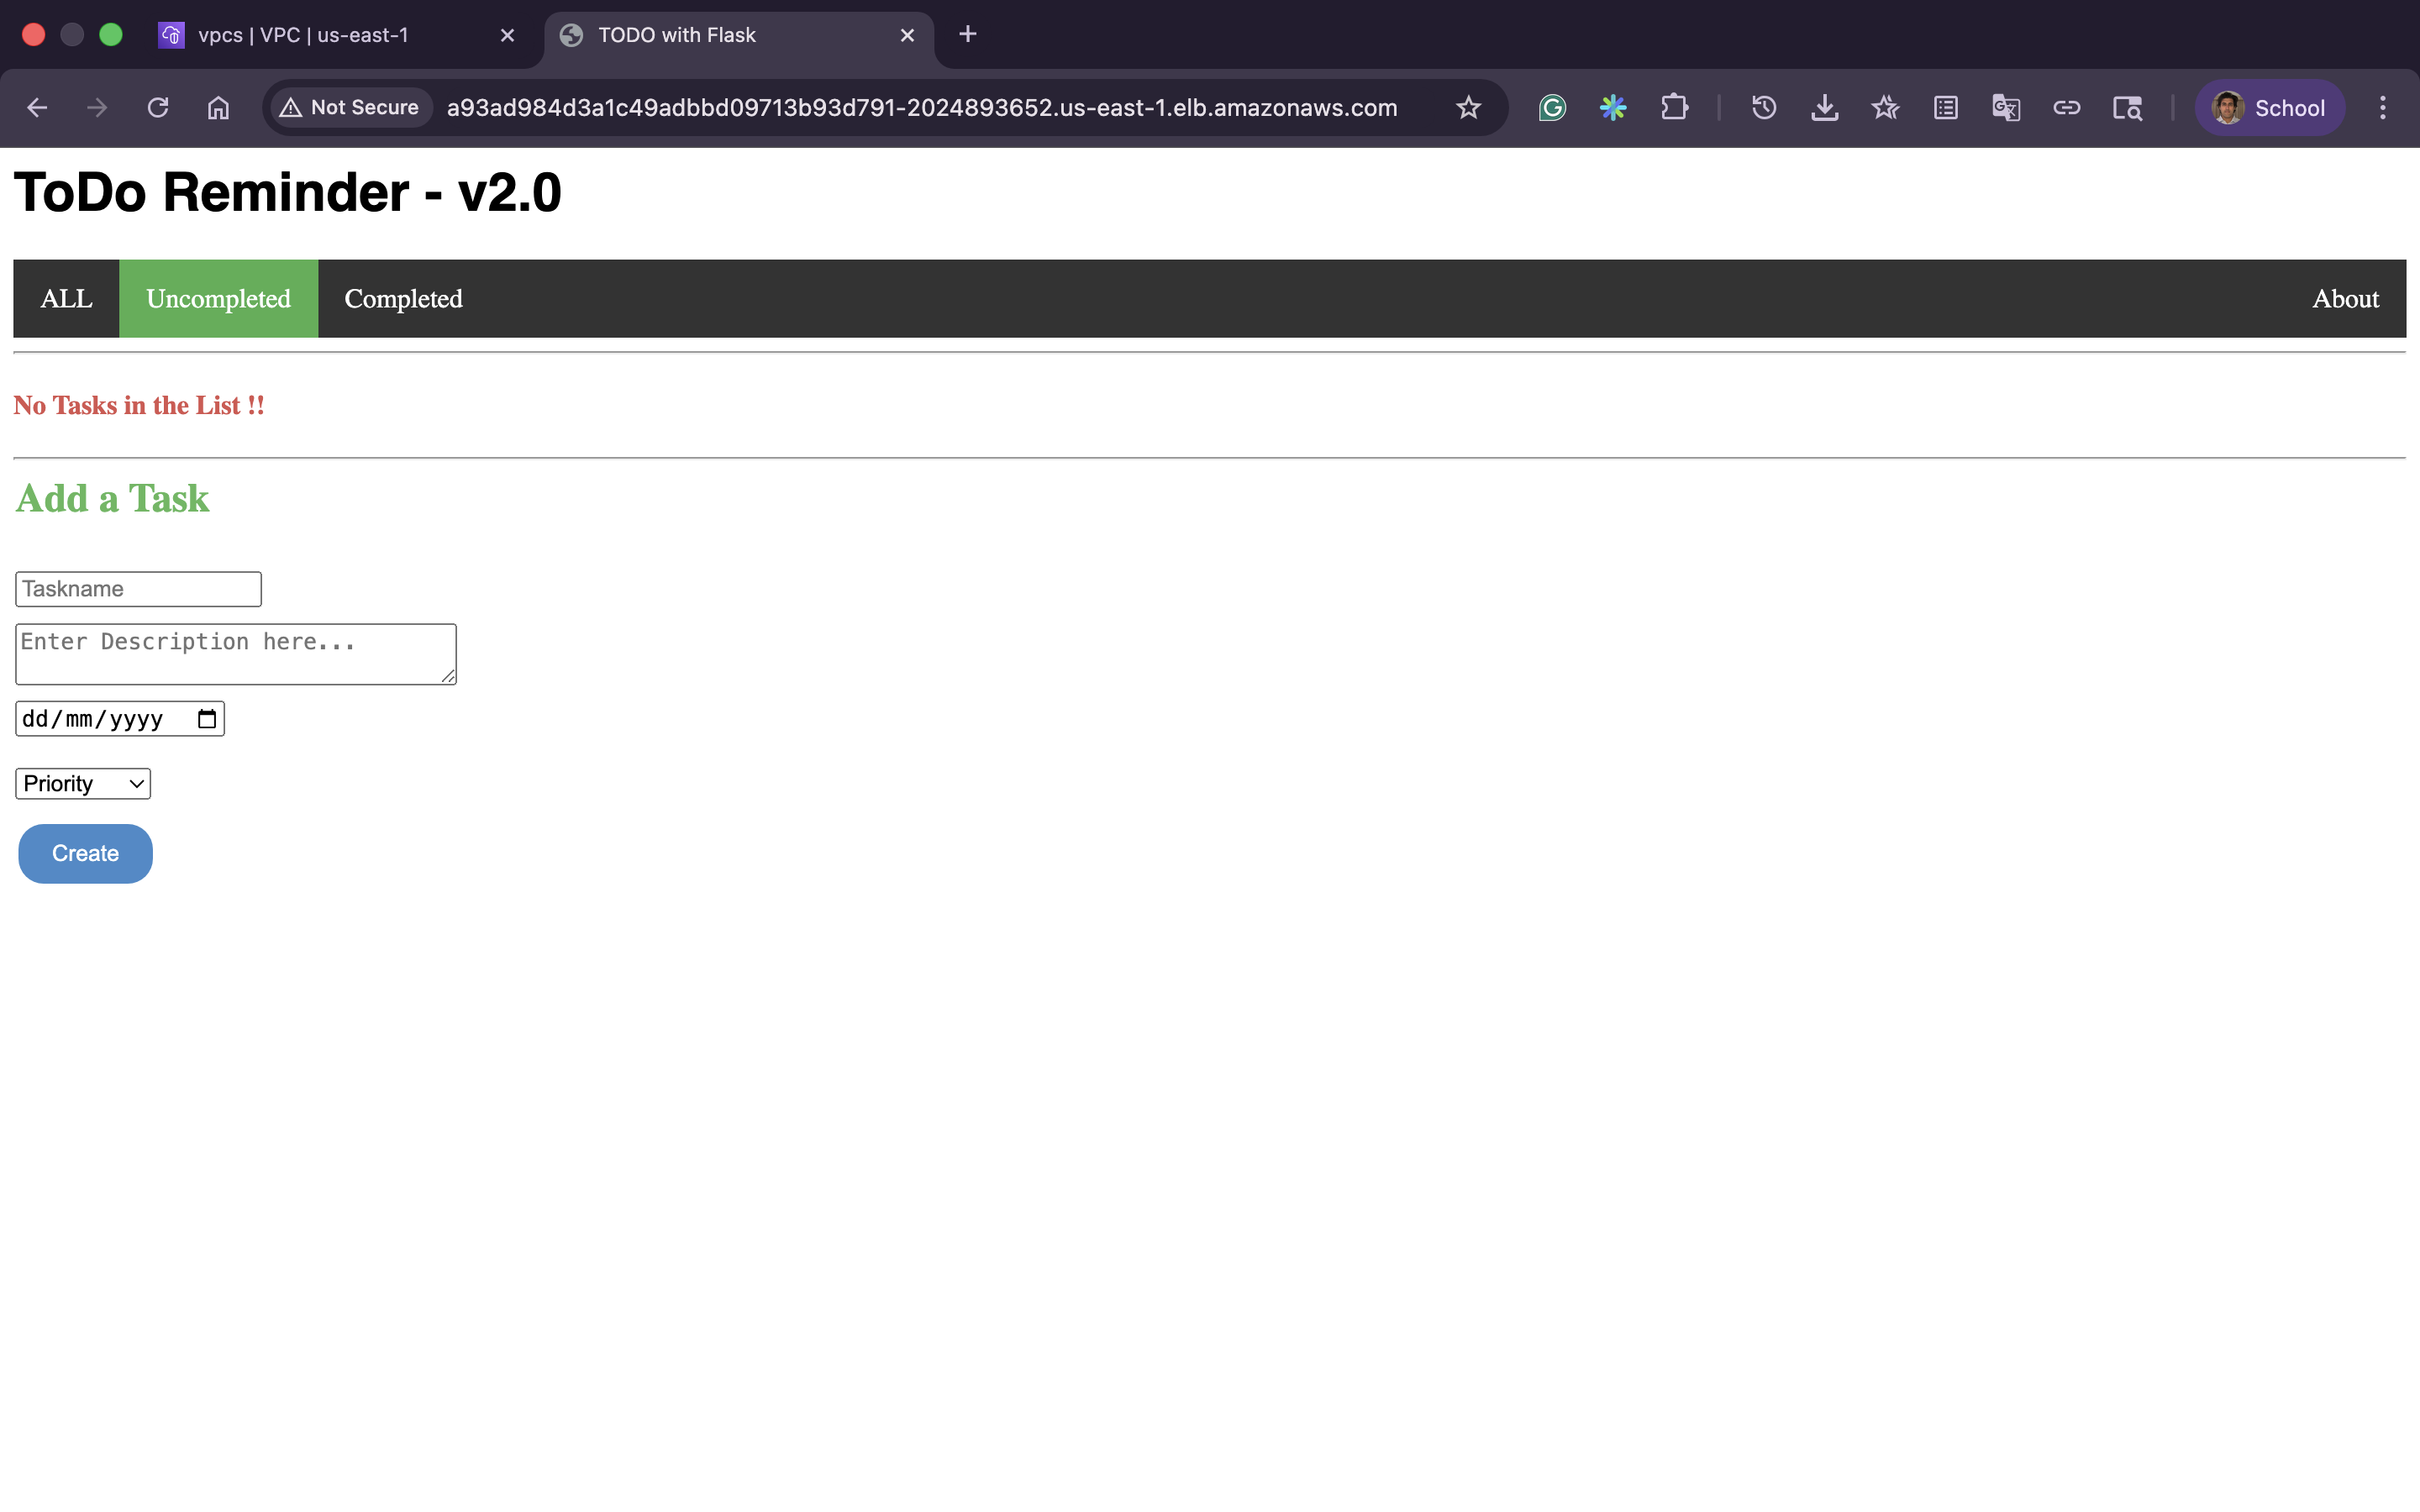 vpcs | VPC | us-east-1
TODO with Flask
Not Secure
a93ad984d3a1c49adbbd09713b93d791-2024893652.us-east-1.elb.amazonaws.com
School
ToDo Reminder - v2.0
ALL
Uncompleted
Completed
About
No Tasks in the List !!
Add a Task
Taskname
Enter Description here...
dd/mm/yyyy
Priority
Create